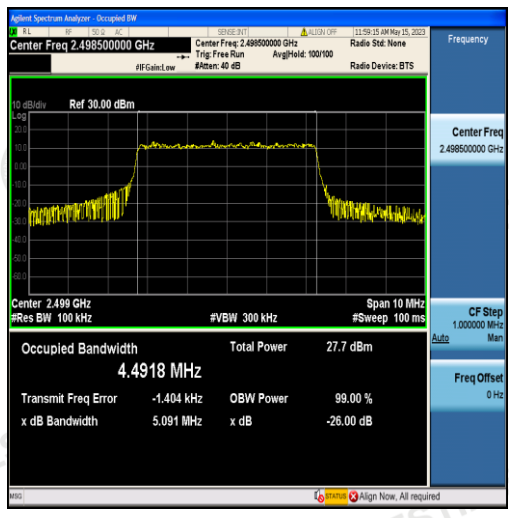 Agilent Spectrum Analyzer - Occupied BW
RL RF 50 Ω AC SENSE:INT ALIGN OFF 11:59:15 AM May 15, 2023
Center Freq 2.498500000 GHz
Center Freq: 2.498500000 GHz
Radio Std: None
Trig: Free Run Avg|Hold: 100/100
#IFGain:Low #Atten: 40 dB Radio Device: BTS
Frequency
10 dB/div Ref 30.00 dBm
Log
20.0
10.0
0.00
-10.0
-20.0
-30.0
-40.0
-50.0
-60.0
Center Freq
2.498500000 GHz
Center 2.499 GHz Span 10 MHz
#Res BW 100 kHz #VBW 300 kHz #Sweep 100 ms
CF Step
1.000000 MHz
Auto Man
Occupied Bandwidth Total Power 27.7 dBm
4.4918 MHz
Transmit Freq Error -1.404 kHz OBW Power 99.00 %
x dB Bandwidth 5.091 MHz x dB -26.00 dB
Freq Offset
0 Hz
MSG STATUS Align Now, All required